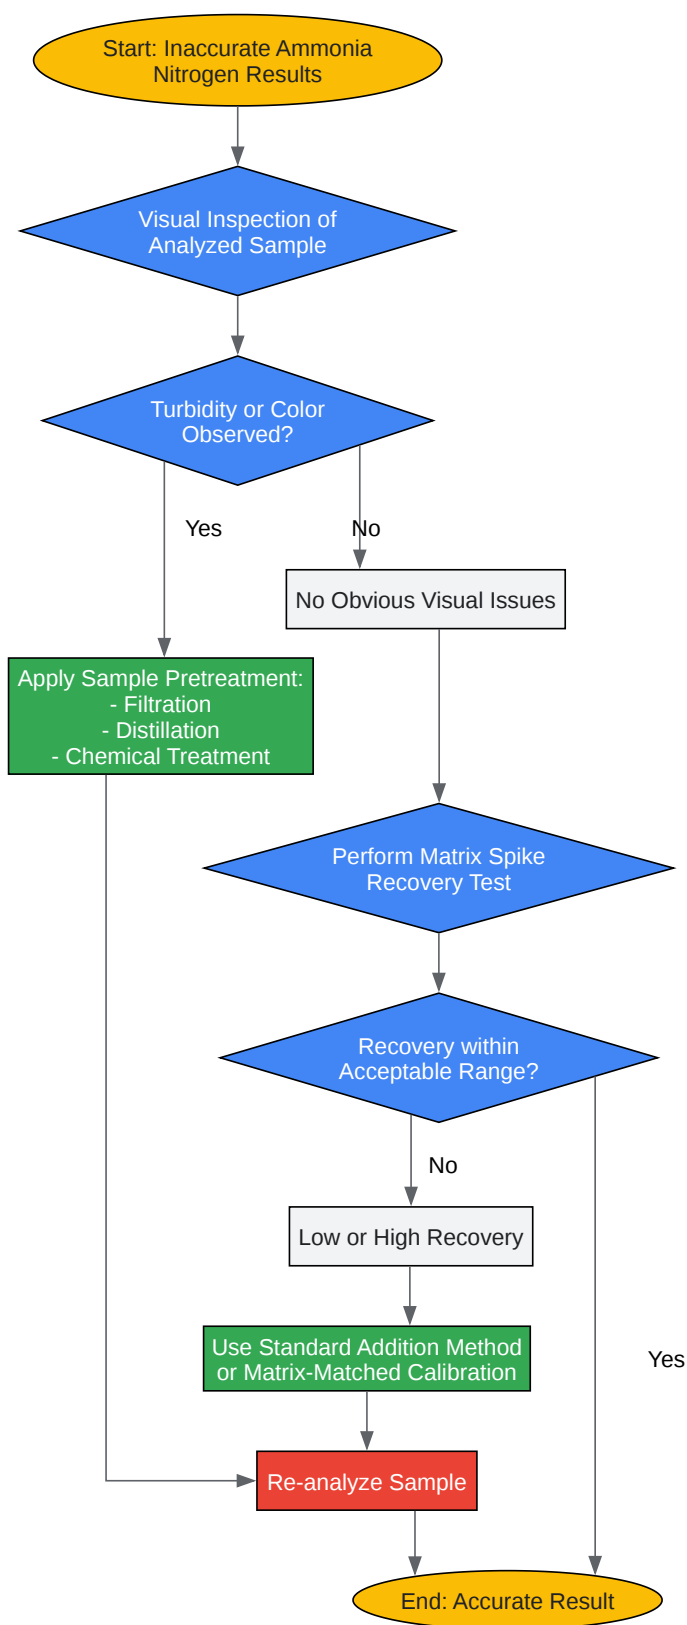 Start: Inaccurate Ammonia
Nitrogen Results
Visual Inspection of
Analyzed Sample
Turbidity or Color
Observed?
Yes
No
No Obvious Visual Issues
Apply Sample Pretreatment:
- Filtration
- Distillation
- Chemical Treatment
Perform Matrix Spike
Recovery Test
Recovery within
Acceptable Range?
No
Low or High Recovery
Use Standard Addition Method
or Matrix-Matched Calibration
Yes
Re-analyze Sample
End: Accurate Result